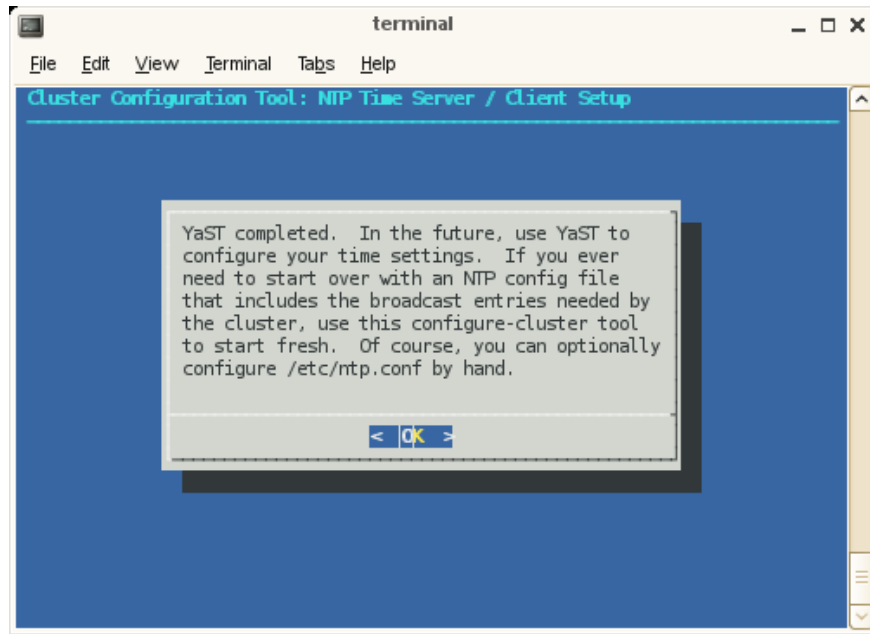 terminal
File Edit View Terminal Tabs Help
Cluster Configuration Tool: NTP Time Server / Client Setup
YaST completed. In the future, use YaST to
configure your time settings. If you ever
need to start over with an NTP config file
that includes the broadcast entries needed by
the cluster, use this configure-cluster tool
to start fresh. Of course, you can optionally
configure /etc/ntp.conf by hand.
< OK >